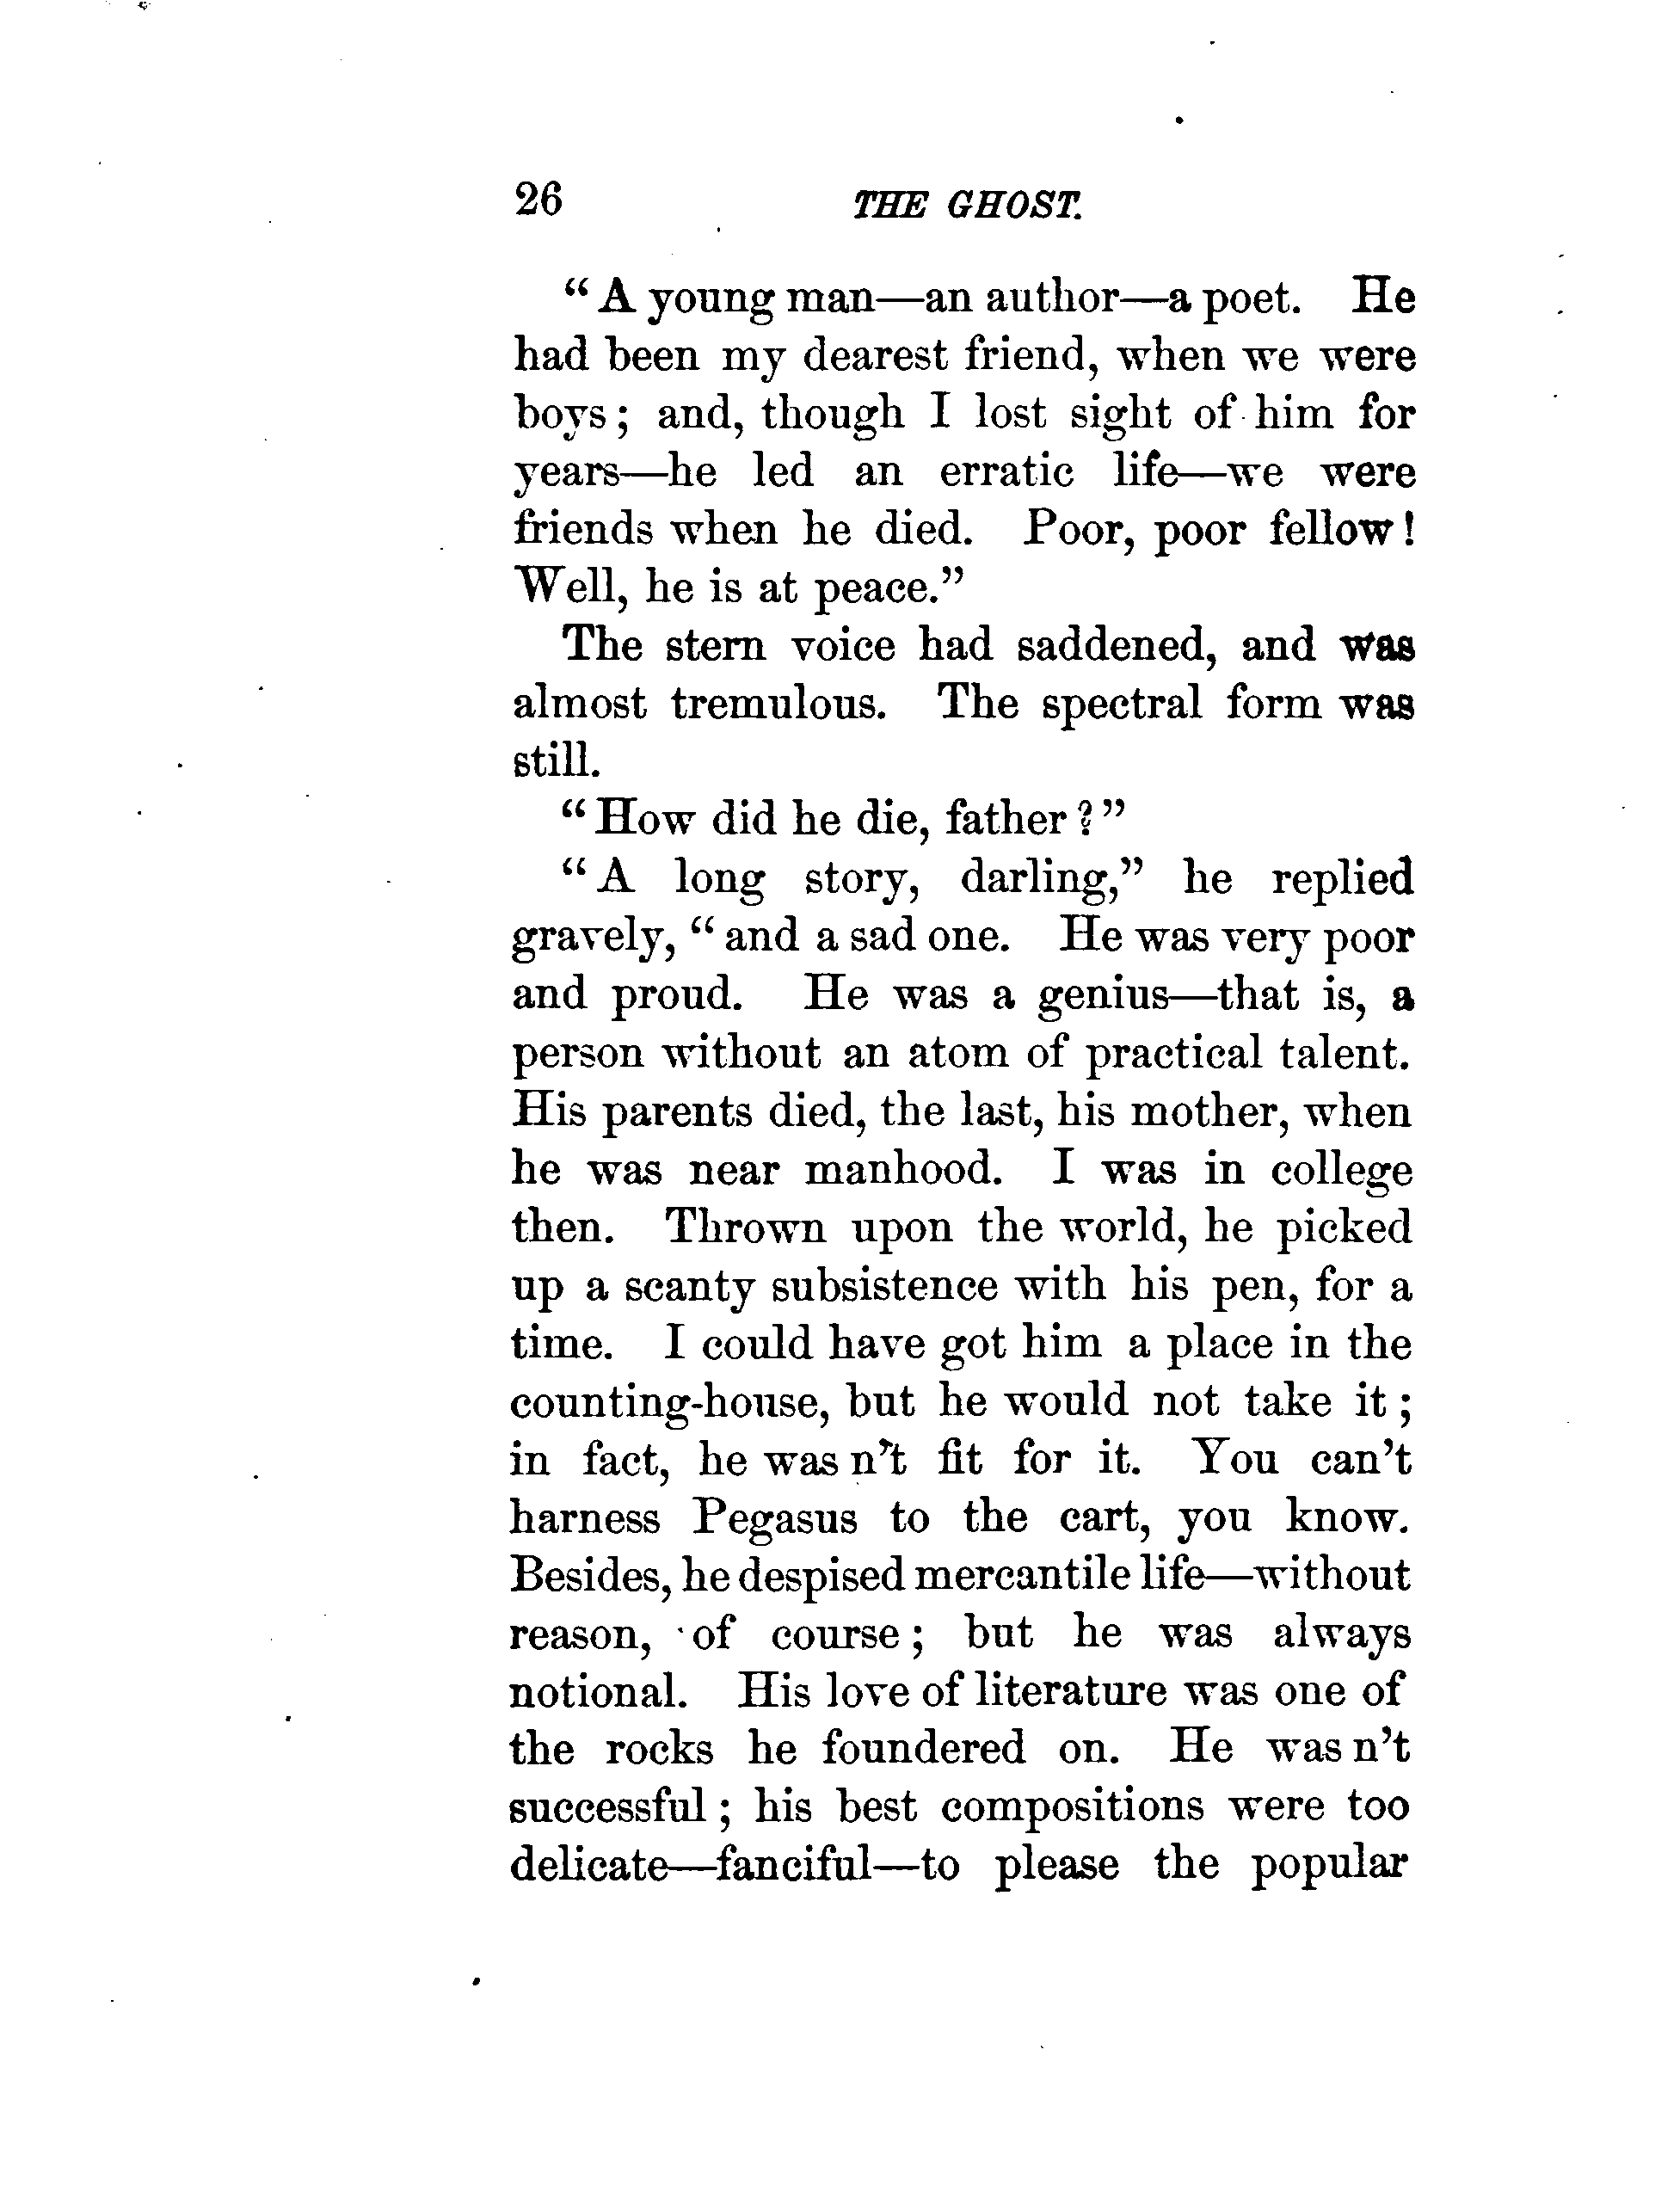 26 THE GHOST.
“A young man—an author—a poet. He
had been my dearest friend, when we were
boys; and, though I lost sight of him for
years—he led an erratic life—we were
friends when he died. Poor, poor fellow!
Well, he is at peace.”
The stern voice had saddened, and was
almost tremulous. The spectral form was
still.
“How did he die, father?”
“A long story, darling,” he replied
gravely, “and a sad one. He was very poor
and proud. He was a genius—that is, a
person without an atom of practical talent.
His parents died, the last, his mother, when
he was near manhood. I was in college
then. Thrown upon the world, he picked
up a scanty subsistence with his pen, for a
time. I could have got him a place in the
counting-house, but he would not take it;
in fact, he was n’t fit for it. You can’t
harness Pegasus to the cart, you know.
Besides, he despised mercantile life—without
reason, of course; but he was always
notional. His love of literature was one of
the rocks he foundered on. He was n’t
successful; his best compositions were too
delicate—fanciful—to please the popular